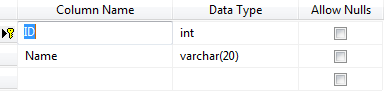 Column Name Data Type Allow Nulls
ID int
Name varchar(20)